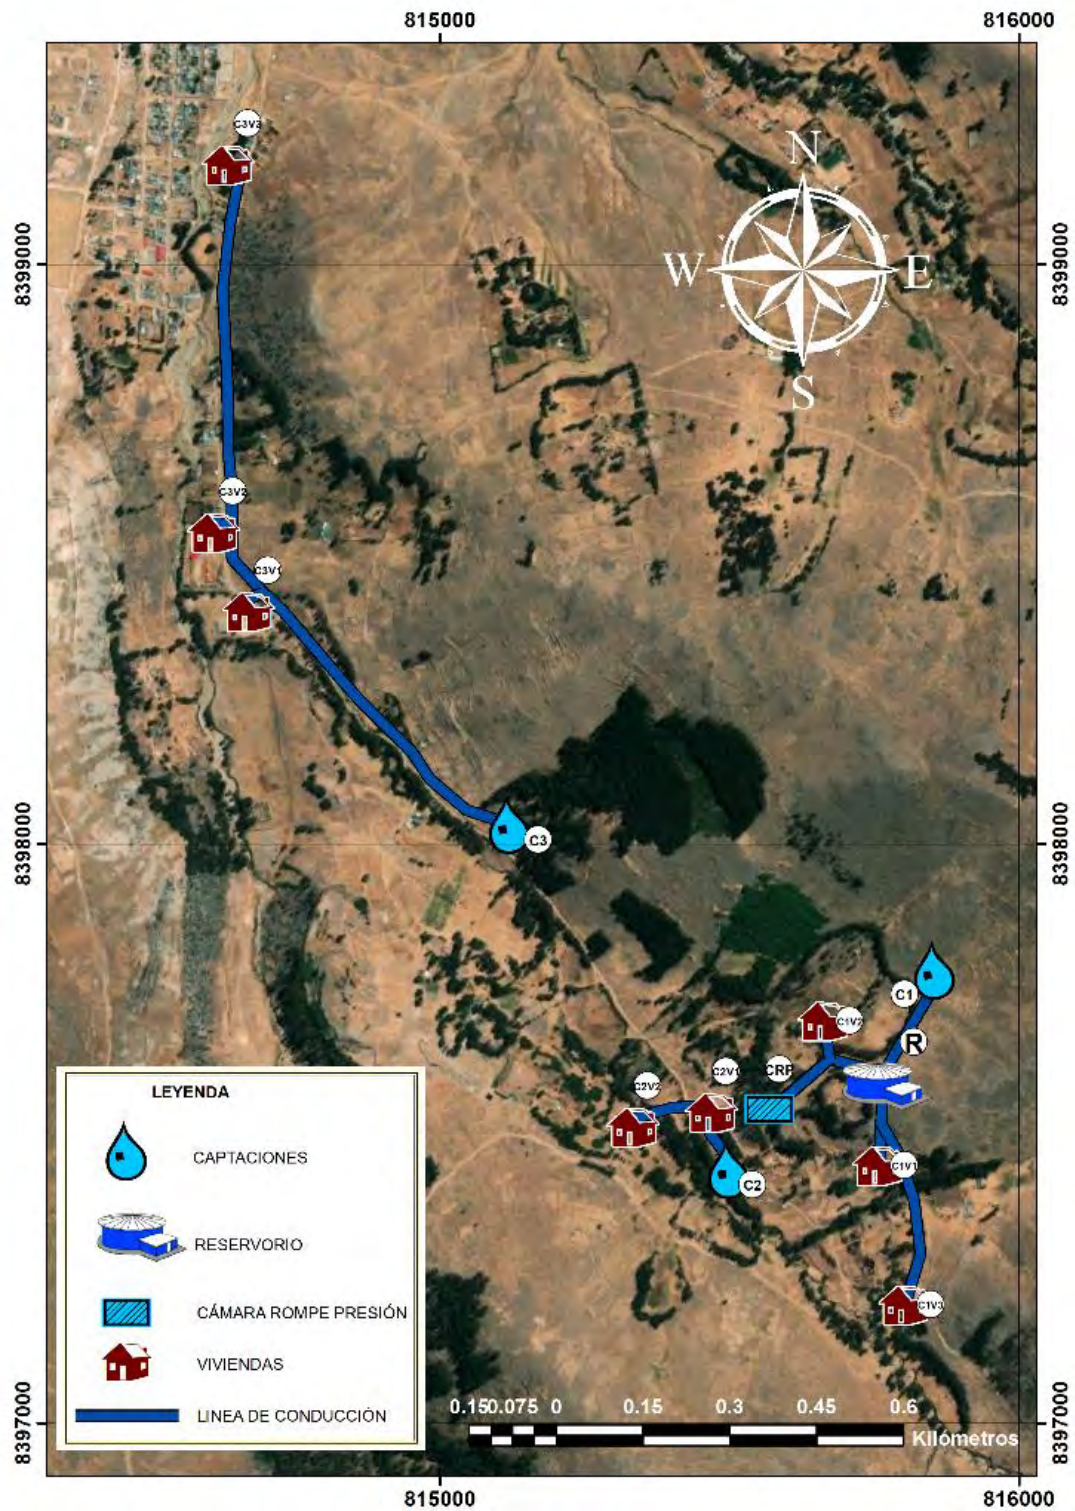 815000
816000
C3V3
N
8399000
W
E
8399000
S
C3V2
C3V1
C3
8398000
8398000
C1
C1V2
R
C2V1
CRP
C2V2
C1V1
C2
C1V3
LEYENDA
CAPTACIONES
RESERVORIO
CÁMARA ROMPE PRESIÓN
VIVIENDAS
LINEA DE CONDUCCIÓN
0.15 0.075 0 0.15 0.3 0.45 0.6
Kilómetros
8397000
8397000
815000
816000